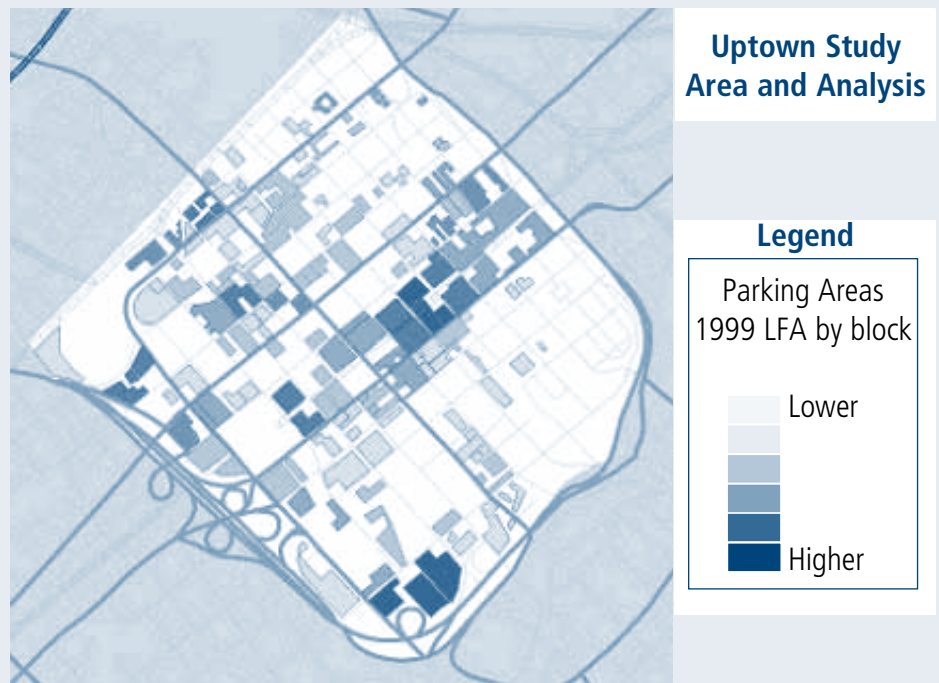 Uptown Study
Area and Analysis
Legend
Parking Areas
1999 LFA by block
Lower
Higher